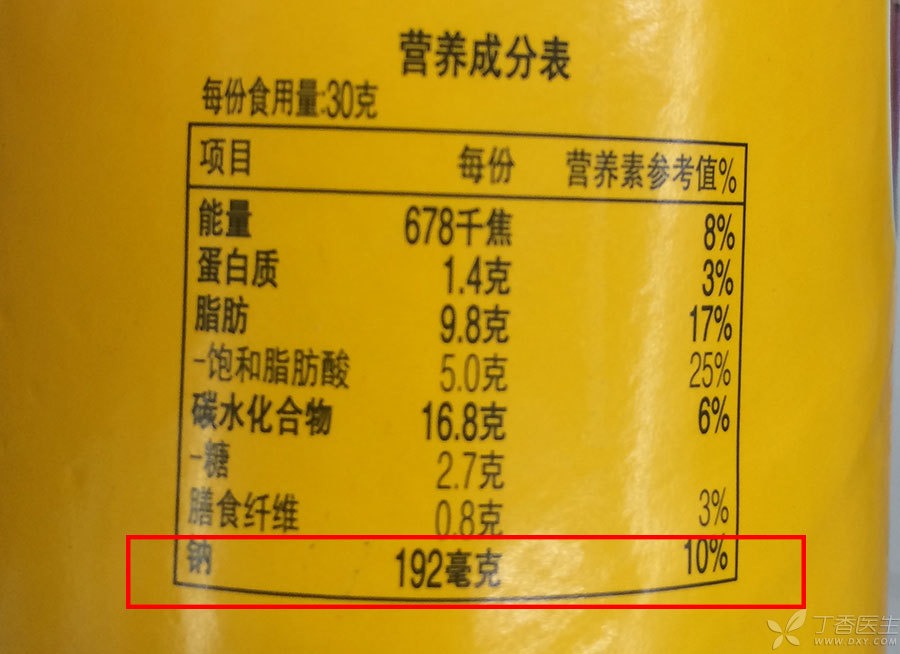 营养成分表
每份食用量:30克
项目 每份 营养素参考值%
能量 678千焦 8%
蛋白质 1.4克 3%
脂肪 9.8克 17%
-饱和脂肪酸 5.0克 25%
碳水化合物 16.8克 6%
-糖 2.7克
膳食纤维 0.8克 3%
钠 192毫克 10%
丁香医生
WWW.DXY.COM